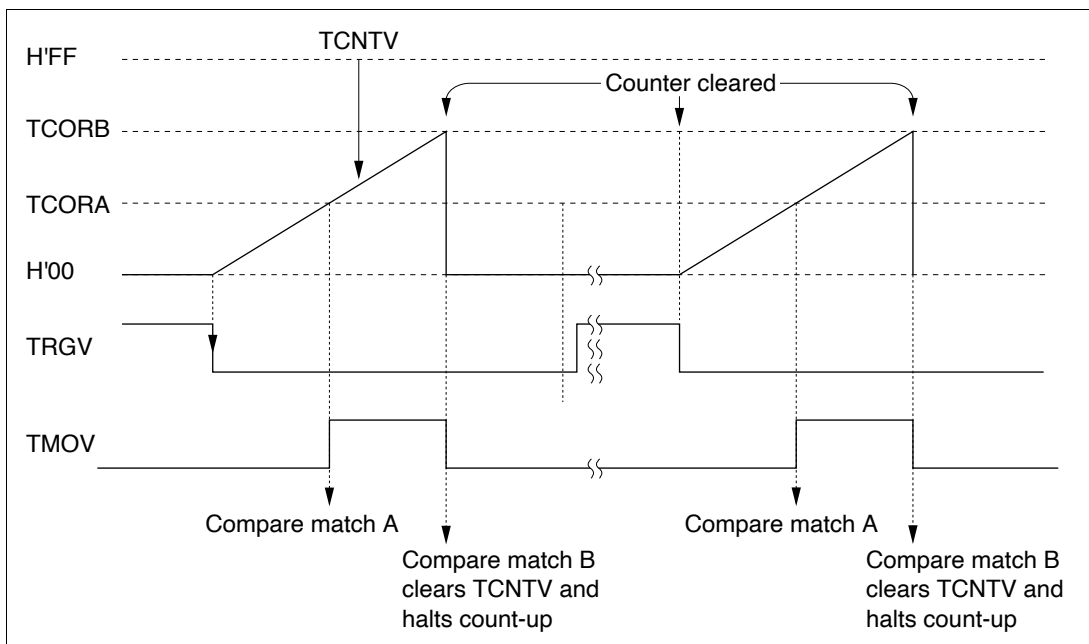 TCNTV
H'FF
Counter cleared
TCORB
TCORA
H'00
TRGV
TMOV
Compare match A
Compare match A
Compare match B
clears TCNTV and
halts count-up
Compare match B
clears TCNTV and
halts count-up